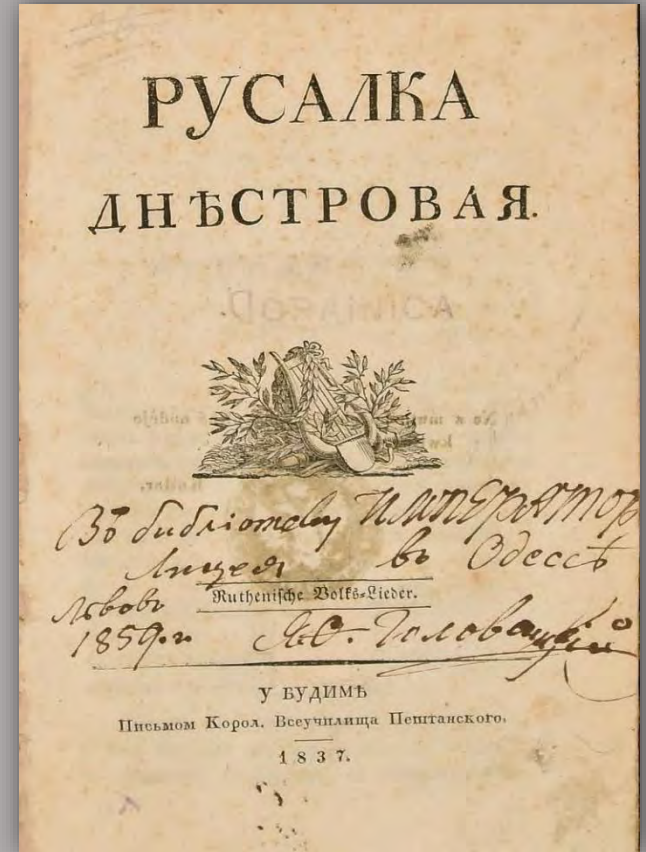 РУСАЛКА
ДНѢСТРОВАЯ.
Въ библіотеку ИМПЕРАТОР
Лицея въ Одессѣ
Ruthenische Volks-Lieder.
Львовъ
1859. г. Я. Ѳ. Головацкій
У БУДИМѢ
Письмом Корол. Всеучилища Пештанского.
1837.